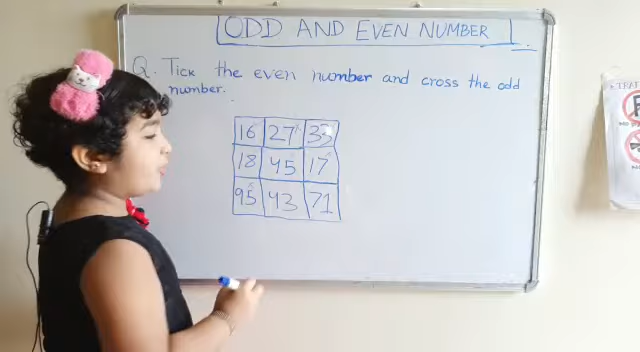 ODD AND EVEN NUMBER
Q. Tick the even number and cross the odd
number.
16 27 33
18 45 17
95 43 71